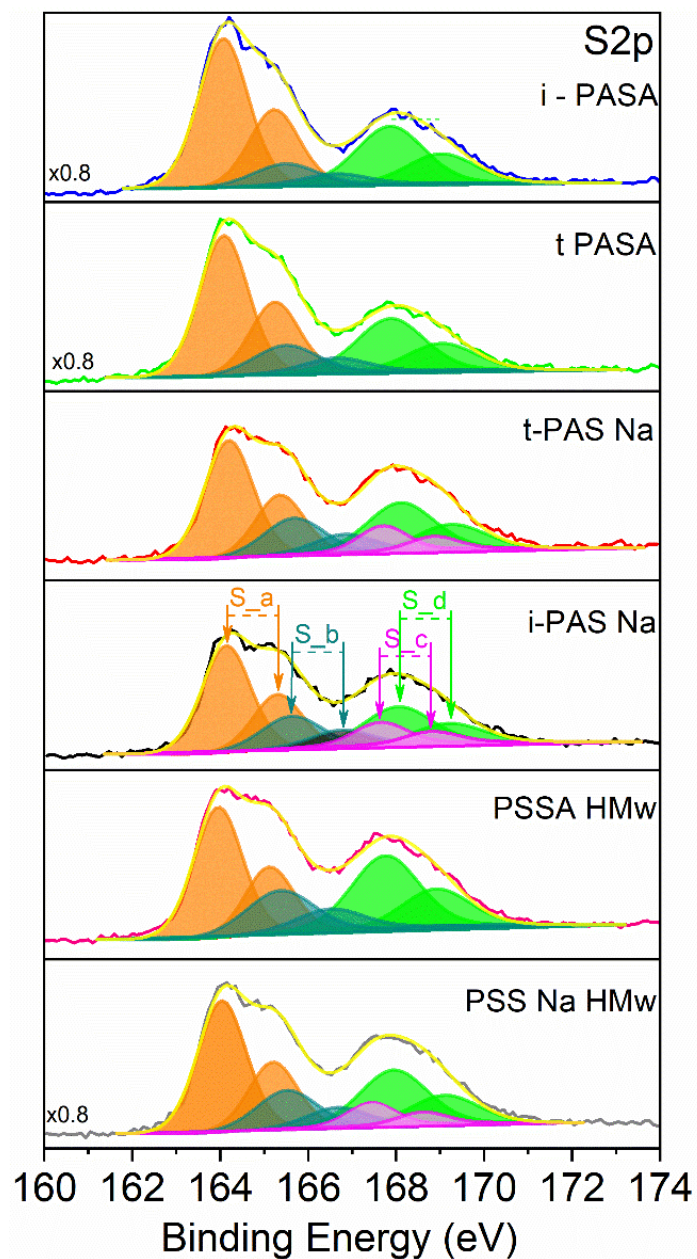 S2p
i - PASA
x0.8
t PASA
x0.8
t-PAS Na
i-PAS Na
S_a
S_d
S_b
S_c
PSSA HMw
PSS Na HMw
x0.8
160 162 164 166 168 170 172 174
Binding Energy (eV)